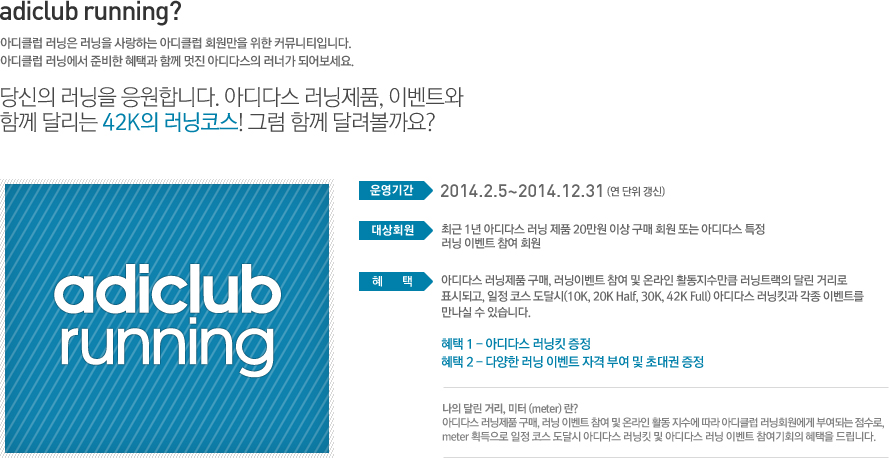 adiclub running?
아디클럽 러닝은 러닝을 사랑하는 아디클럽 회원만을 위한 커뮤니티입니다.
아디클럽 러닝에서 준비한 혜택과 함께 멋진 아디다스의 러너가 되어보세요.
당신의 러닝을 응원합니다. 아디다스 러닝제품, 이벤트와
함께 달리는 42K의 러닝코스! 그럼 함께 달려볼까요?
adiclub
running
운영기간 2014.2.5~2014.12.31 (연 단위 갱신)
대상회원 최근 1년 아디다스 러닝 제품 20만원 이상 구매 회원 또는 아디다스 특정
러닝 이벤트 참여 회원
혜 택 아디다스 러닝제품 구매, 러닝이벤트 참여 및 온라인 활동지수만큼 러닝트랙의 달린 거리로
표시되고, 일정 코스 도달시(10K, 20K Half, 30K, 42K Full) 아디다스 러닝킷과 각종 이벤트를
만나실 수 있습니다.
혜택 1 – 아디다스 러닝킷 증정
혜택 2 – 다양한 러닝 이벤트 자격 부여 및 초대권 증정
나의 달린 거리, 미터 (meter) 란?
아디다스 러닝제품 구매, 러닝 이벤트 참여 및 온라인 활동 지수에 따라 아디클럽 러닝회원에게 부여되는 점수로,
meter 획득으로 일정 코스 도달시 아디다스 러닝킷 및 아디다스 러닝 이벤트 참여기회의 혜택을 드립니다.